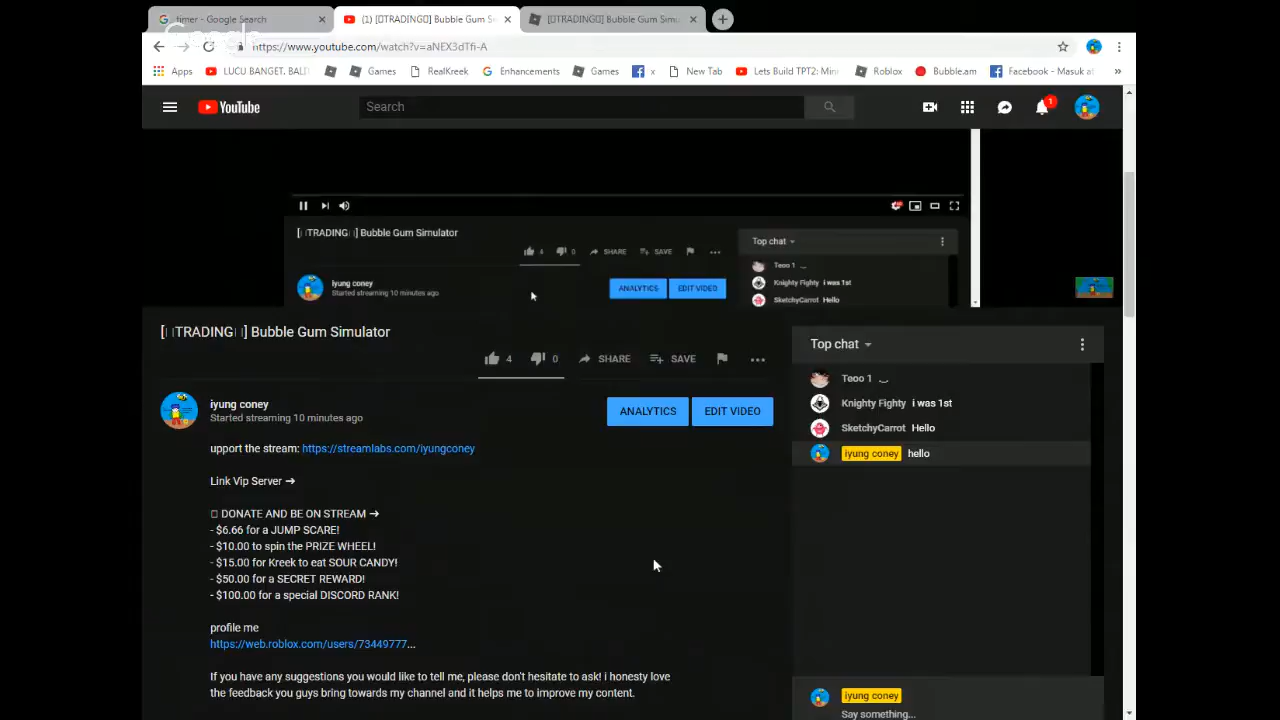 timer - Google Search
(1) [▯TRADING▯] Bubble Gum S
[▯TRADING▯] Bubble Gum Simu
Google
https://www.youtube.com/watch?v=aNEX3dTfi-A
Apps
LUCU BANGET, BALI
Games
RealKreek
Enhancements
Games
x
New Tab
Lets Build TPT2: Min
Roblox
Bubble.am
Facebook - Masuk at
»
YouTube
Search
1
[▯TRADING▯] Bubble Gum Simulator
4
0
SHARE
SAVE
iyung coney
Started streaming 10 minutes ago
ANALYTICS
EDIT VIDEO
Top chat
Teoo 1 ._.
Knighty Fighty i was 1st
SketchyCarrot Hello
[▯TRADING▯] Bubble Gum Simulator
4
0
SHARE
SAVE
iyung coney
Started streaming 10 minutes ago
ANALYTICS
EDIT VIDEO
upport the stream: https://streamlabs.com/iyungconey
Link Vip Server ➔
▯ DONATE AND BE ON STREAM ➔
- $6.66 for a JUMP SCARE!
- $10.00 to spin the PRIZE WHEEL!
- $15.00 for Kreek to eat SOUR CANDY!
- $50.00 for a SECRET REWARD!
- $100.00 for a special DISCORD RANK!
profile me
https://web.roblox.com/users/73449777...
If you have any suggestions you would like to tell me, please don't hesitate to ask! i honesty love
the feedback you guys bring towards my channel and it helps me to improve my content.
Top chat
Teoo 1 ._.
Knighty Fighty i was 1st
SketchyCarrot Hello
iyung coney hello
iyung coney
Say something...